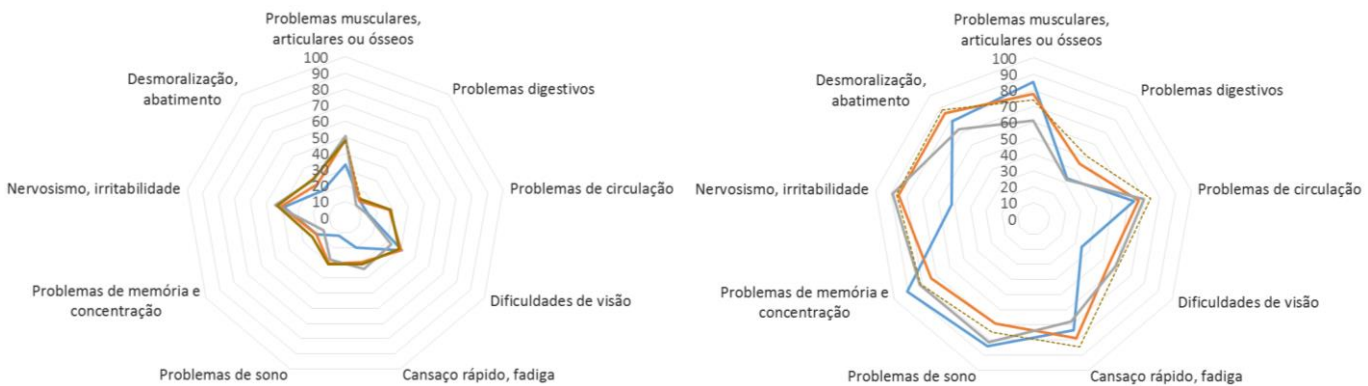 Problemas musculares,
articulares ou ósseos
100
90
80
70
60
50
40
30
20
10
0
Problemas digestivos
Problemas de circulação
Dificuldades de visão
Cansaço rápido, fadiga
Problemas de sono
Problemas de memória e
concentração
Nervosismo, irritabilidade
Desmoralização,
abatimento
Problemas musculares,
articulares ou ósseos
100
90
80
70
60
50
40
30
20
10
0
Problemas digestivos
Problemas de circulação
Dificuldades de visão
Cansaço rápido, fadiga
Problemas de sono
Problemas de memória e
concentração
Nervosismo, irritabilidade
Desmoralização,
abatimento